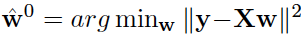 ŵ⁰ = arg min_w ‖y−Xw‖²